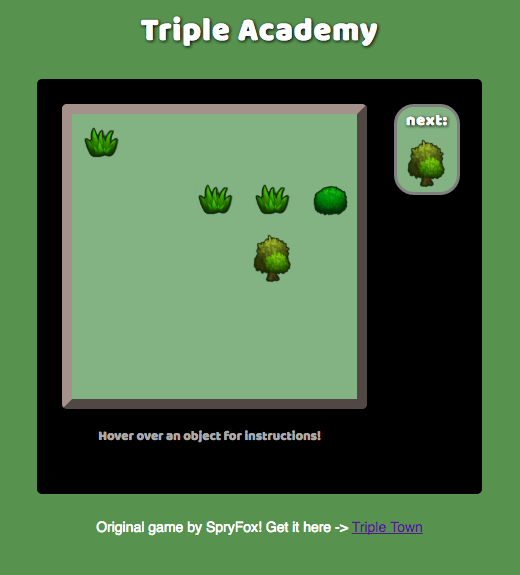 Triple Academy
next:
Hover over an object for instructions!
Original game by SpryFox! Get it here -> Triple Town